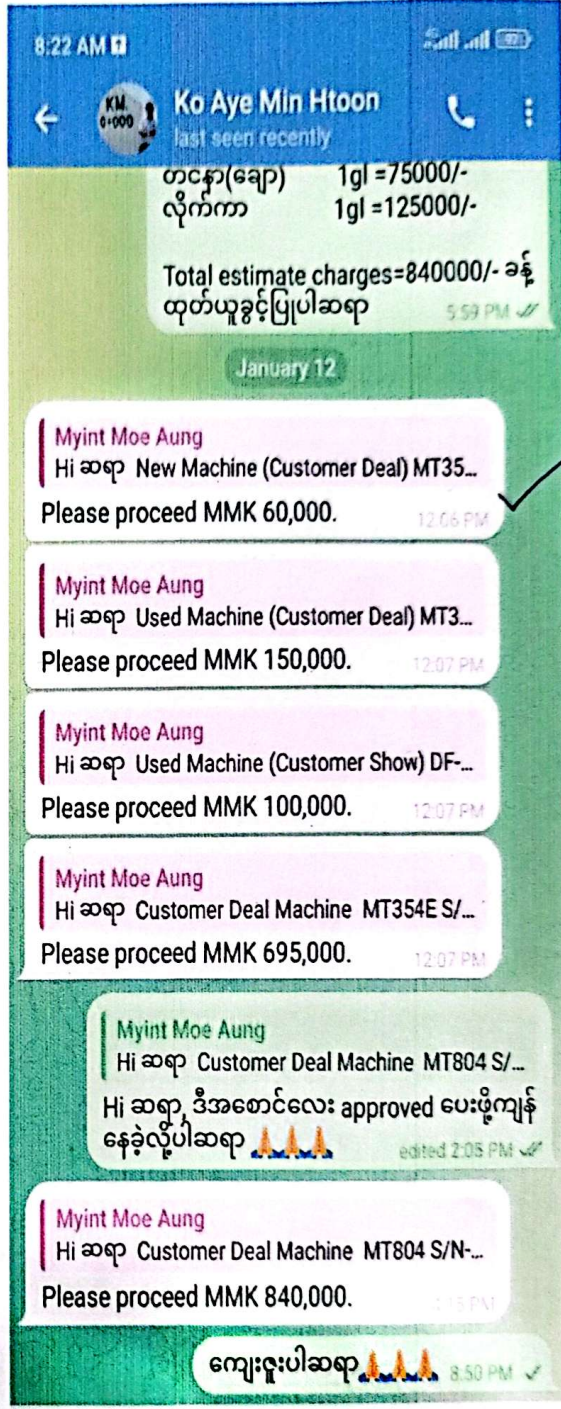 8:22 AM
KM.
0+000
Ko Aye Min Htoon
last seen recently
တင်နာ(ချော) 1gl =75000/-
လိုက်ကာ 1gl =125000/-
Total estimate charges=840000/- ခန့်
ထုတ်ယူခွင့်ပြုပါဆရာ
5:59 PM
January 12
Myint Moe Aung
Hi ဆရာ New Machine (Customer Deal) MT35...
Please proceed MMK 60,000.
12:06 PM
Myint Moe Aung
Hi ဆရာ Used Machine (Customer Deal) MT3...
Please proceed MMK 150,000.
12:07 PM
Myint Moe Aung
Hi ဆရာ Used Machine (Customer Show) DF-...
Please proceed MMK 100,000.
12:07 PM
Myint Moe Aung
Hi ဆရာ Customer Deal Machine MT354E S/...
Please proceed MMK 695,000.
12:07 PM
Myint Moe Aung
Hi ဆရာ Customer Deal Machine MT804 S/...
Hi ဆရာ, ဒီအစောင်လေး approved ပေးဖို့ကျန်
နေခဲ့လို့ပါဆရာ 🙏🙏🙏
edited 2:05 PM
Myint Moe Aung
Hi ဆရာ Customer Deal Machine MT804 S/N-...
Please proceed MMK 840,000.
ကျေးဇူးပါဆရာ🙏🙏🙏 8:50 PM